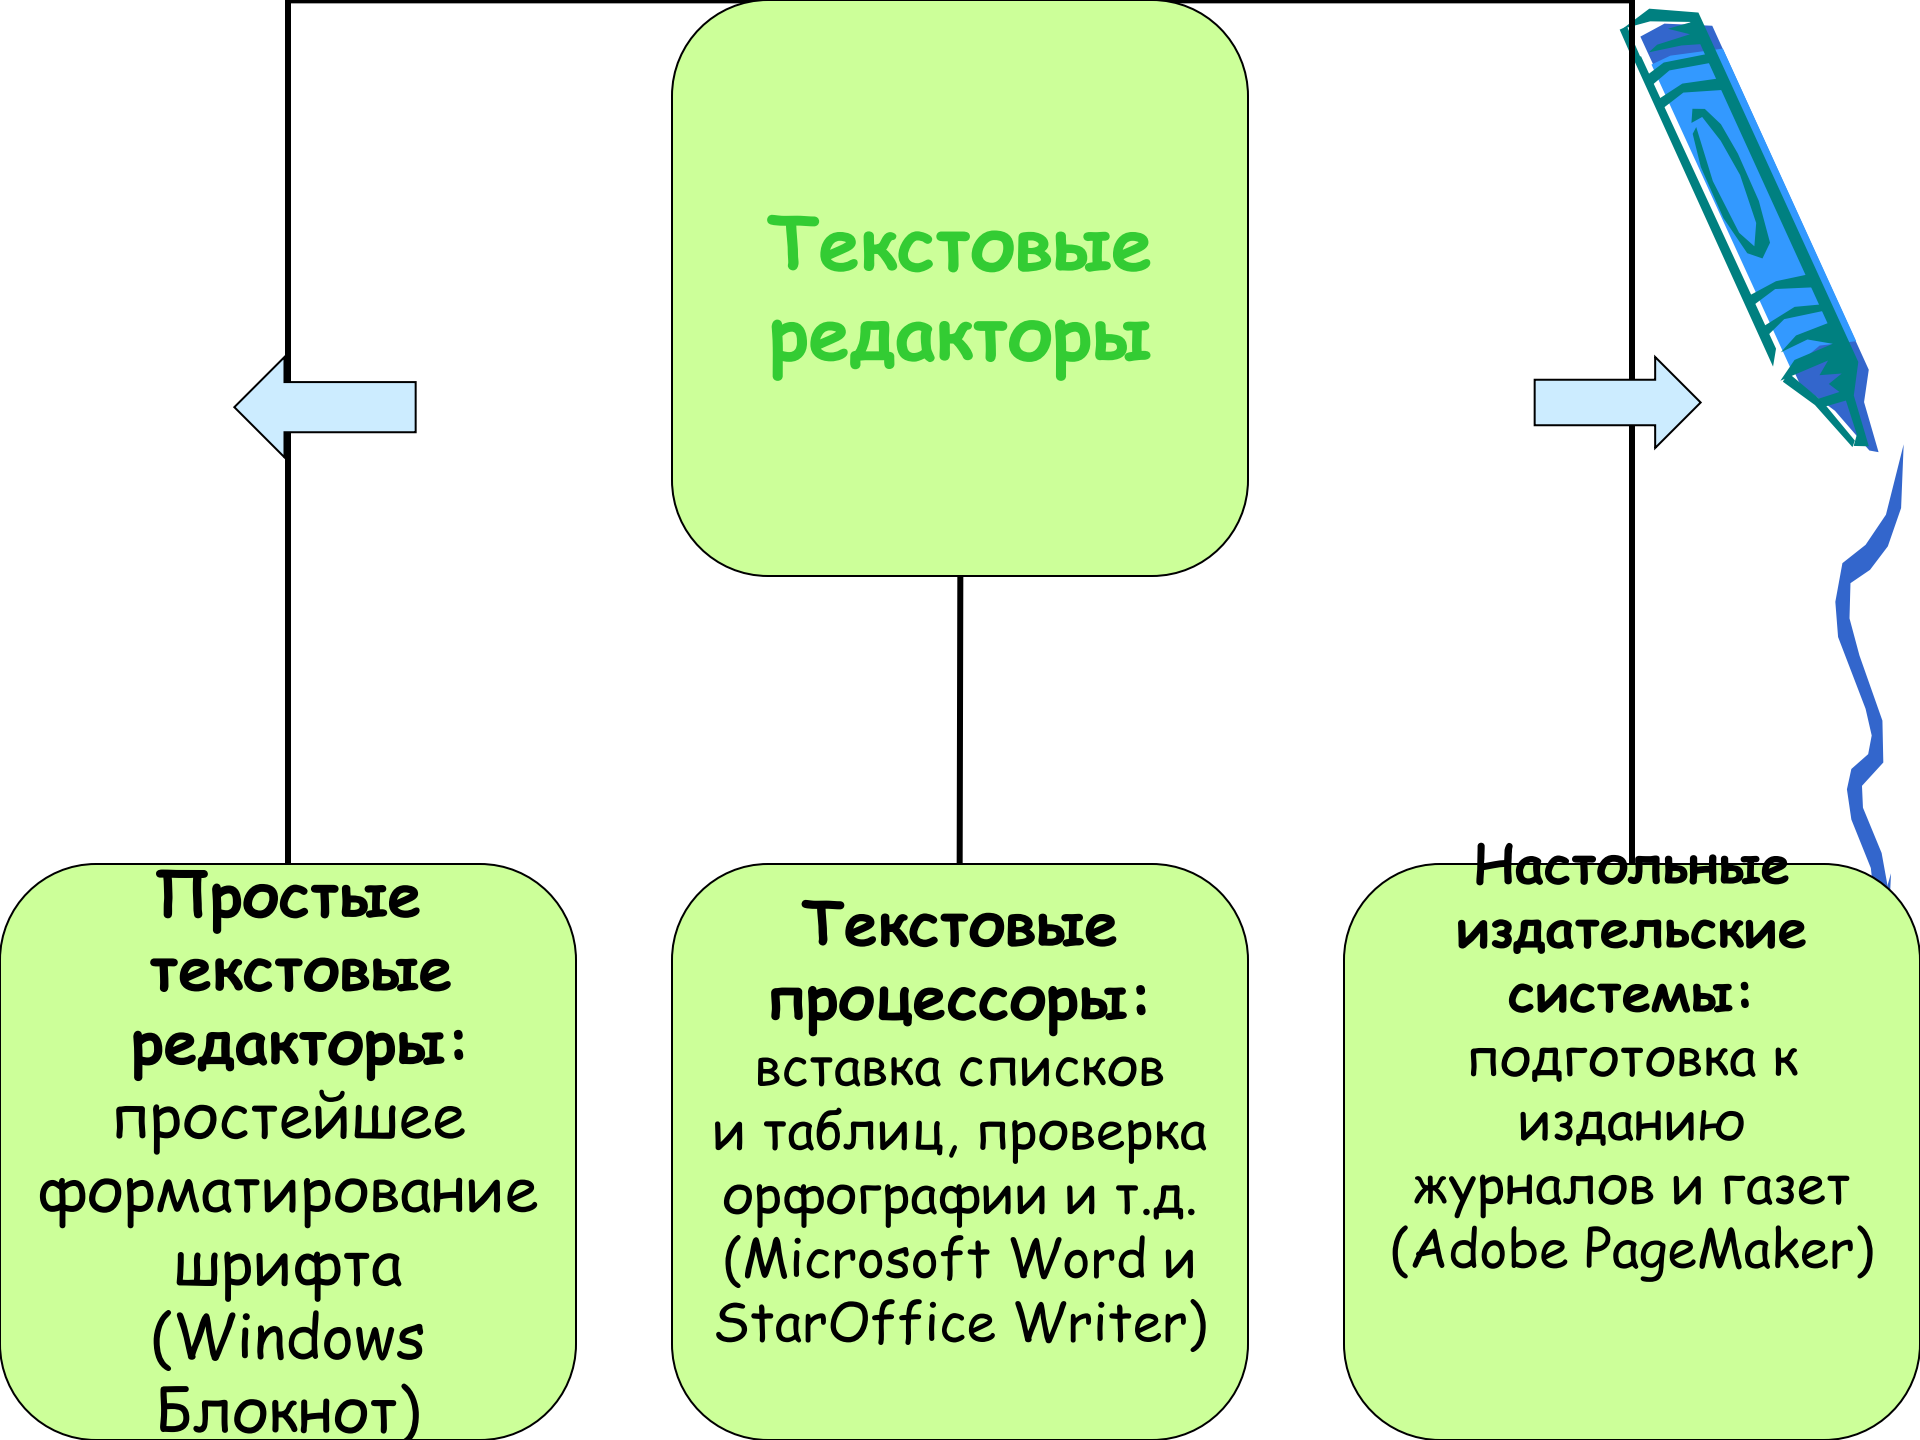 Текстовые
редакторы
Простые
текстовые
редакторы:
простейшее
форматирование
шрифта
(Windows
Блокнот)
Текстовые
процессоры:
вставка списков
и таблиц, проверка
орфографии и т.д.
(Microsoft Word и
StarOffice Writer)
Настольные
издательские
системы:
подготовка к
изданию
журналов и газет
(Adobe PageMaker)